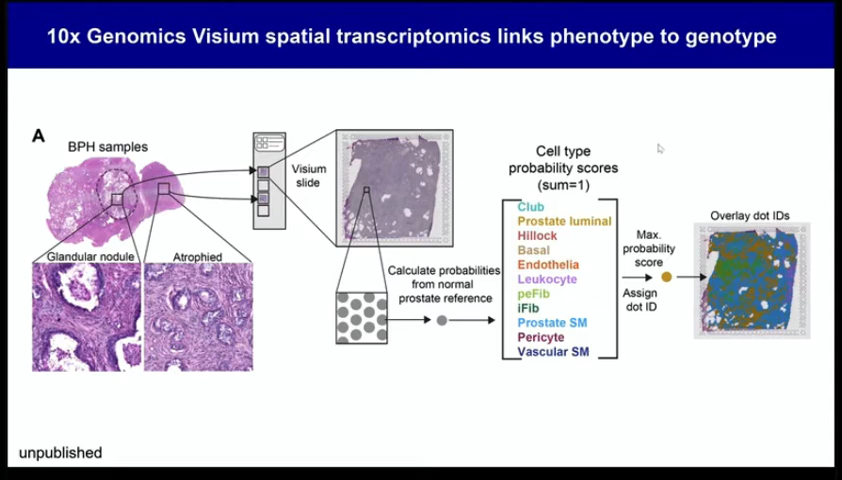 10x Genomics Visium spatial transcriptomics links phenotype to genotype
A
BPH samples
Glandular nodule
Atrophied
Visium
slide
Calculate probabilities
from normal
prostate reference
Cell type
probability scores
(sum=1)
Club
Prostate luminal
Hillock
Basal
Endothelia
Leukocyte
peFib
iFib
Prostate SM
Pericyte
Vascular SM
Max.
probability
score
Assign
dot ID
Overlay dot IDs
unpublished